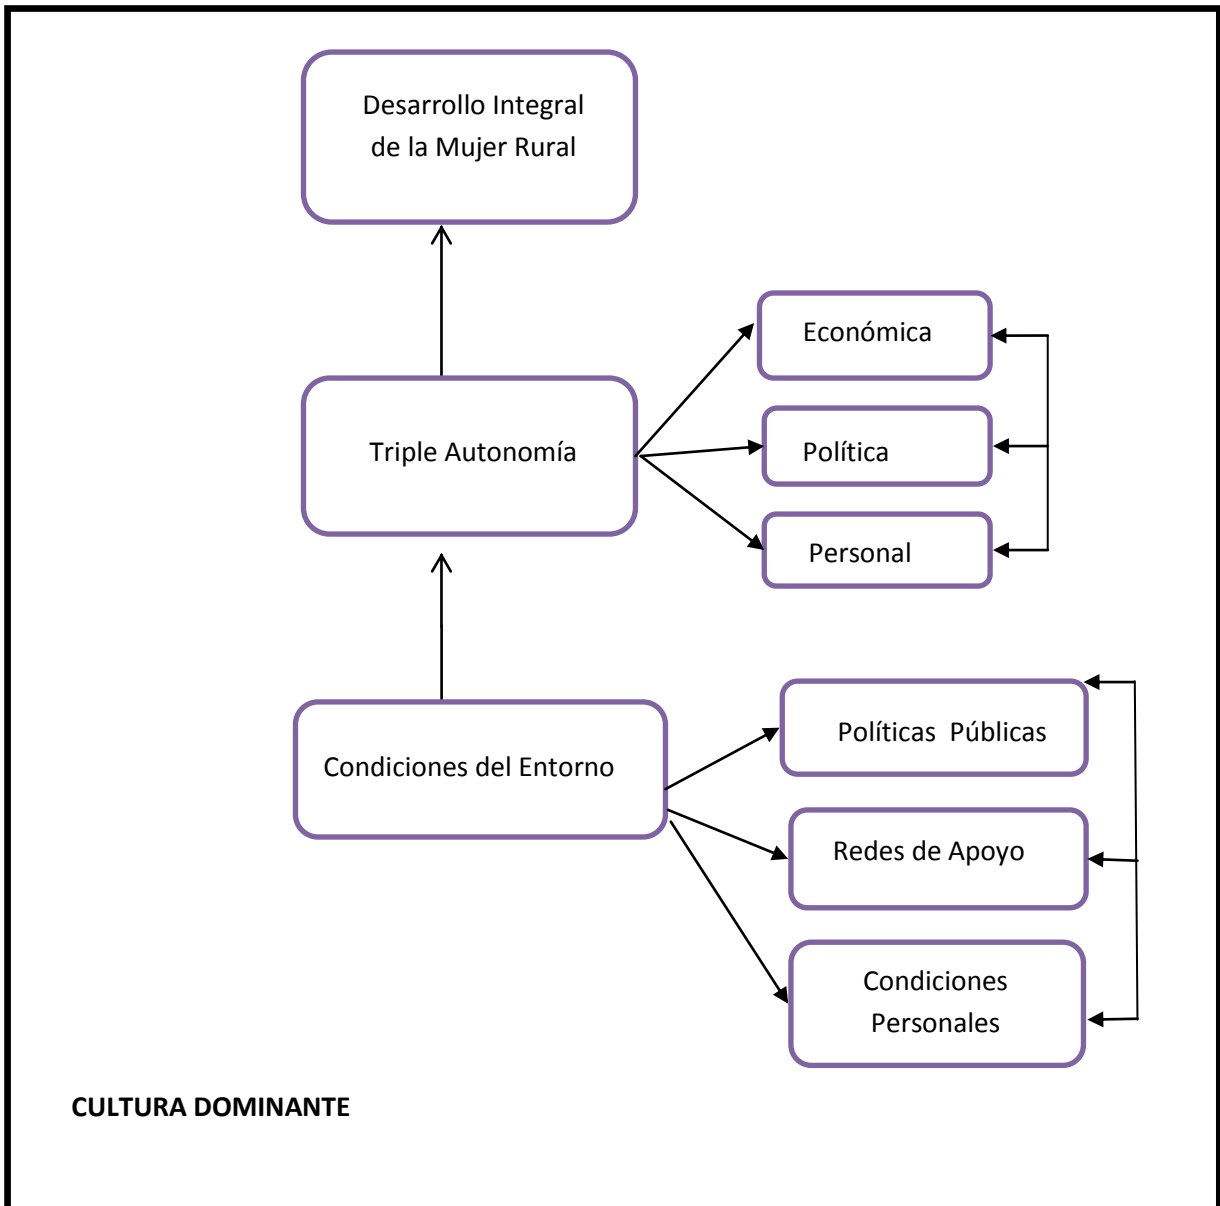 Desarrollo Integral
de la Mujer Rural
Económica
Triple Autonomía
Política
Personal
Políticas Públicas
Condiciones del Entorno
Redes de Apoyo
Condiciones
Personales
CULTURA DOMINANTE